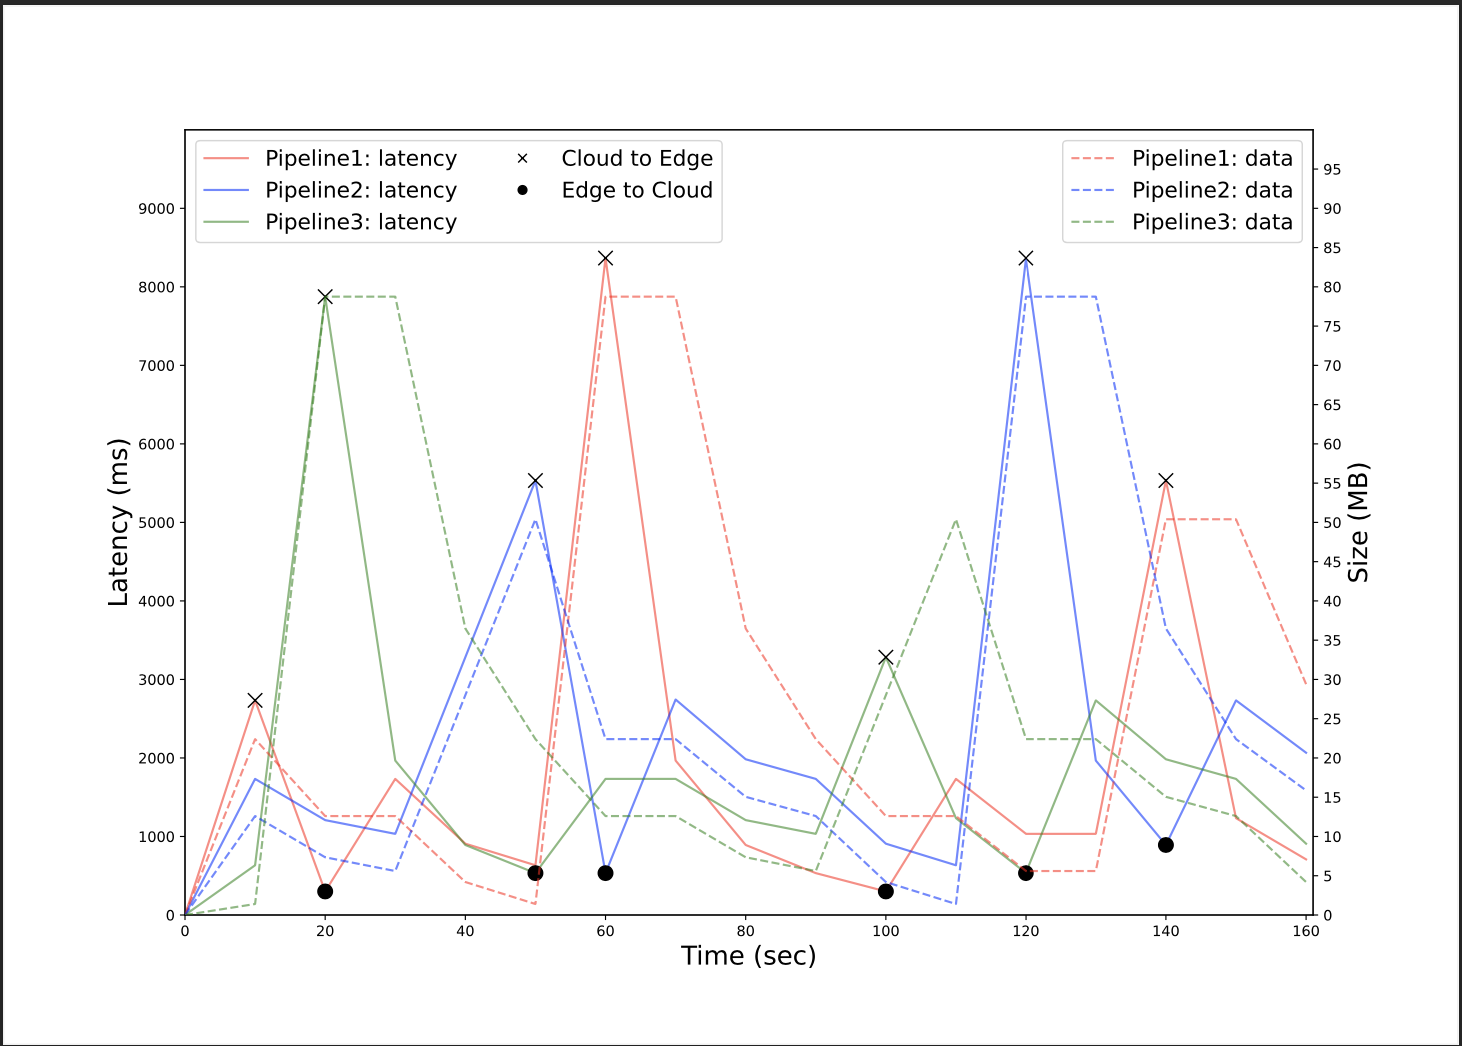 Pipeline1: latency
Pipeline2: latency
Pipeline3: latency
Cloud to Edge
Edge to Cloud
Pipeline1: data
Pipeline2: data
Pipeline3: data
Latency (ms)
9000
8000
7000
6000
5000
4000
3000
2000
1000
0
95
90
85
80
75
70
65
60
55
50
45
40
35
30
25
20
15
10
5
0
Size (MB)
0 20 40 60 80 100 120 140 160
Time (sec)